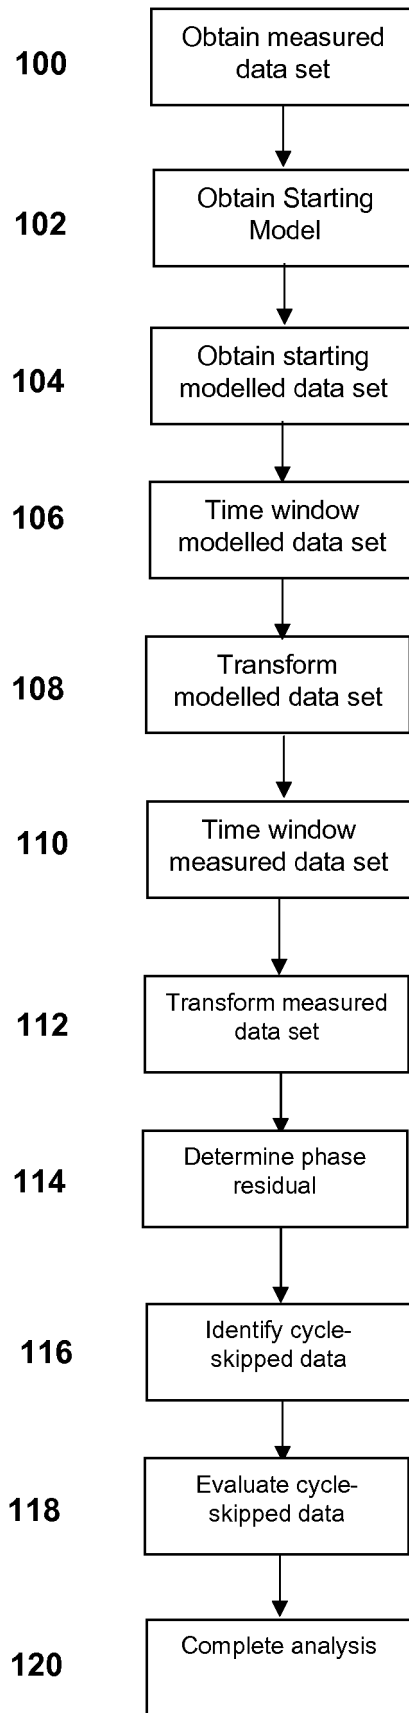 100
Obtain measured
data set
102
Obtain Starting
Model
104
Obtain starting
modelled data set
106
Time window
modelled data set
108
Transform
modelled data set
110
Time window
measured data set
112
Transform measured
data set
114
Determine phase
residual
116
Identify cycle-
skipped data
118
Evaluate cycle-
skipped data
120
Complete analysis